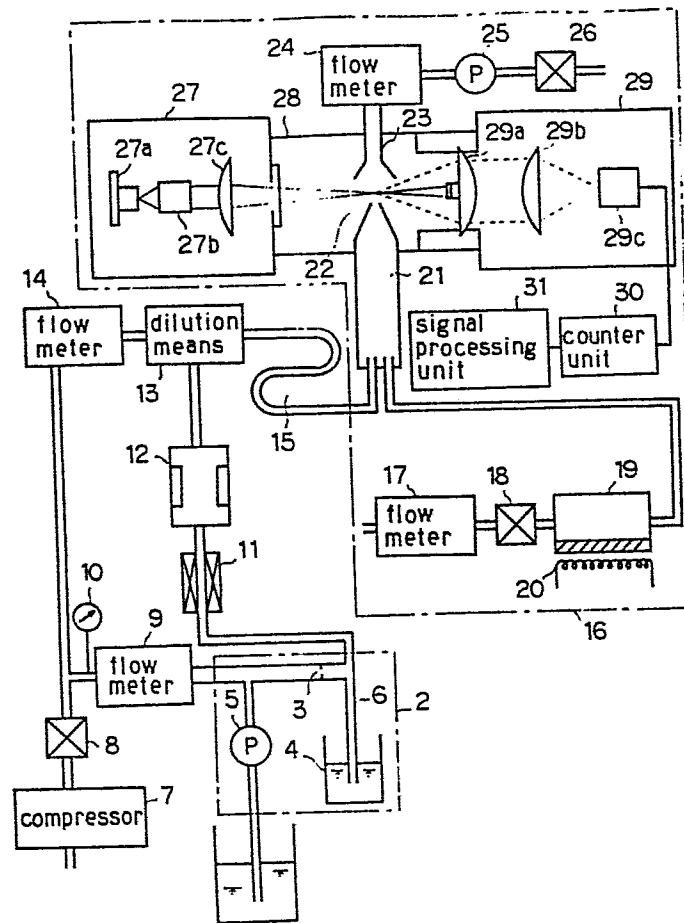 24
25
26
flow
meter
P
27
28
23
29
27a
27c
29a
29b
27b
22
29c
14
21
31
30
flow
meter
dilution
means
signal
processing
unit
counter
unit
13
15
12
17
18
19
flow
meter
11
20
10
9
16
flow
meter
5
3
6
2
P
4
8
7
compressor